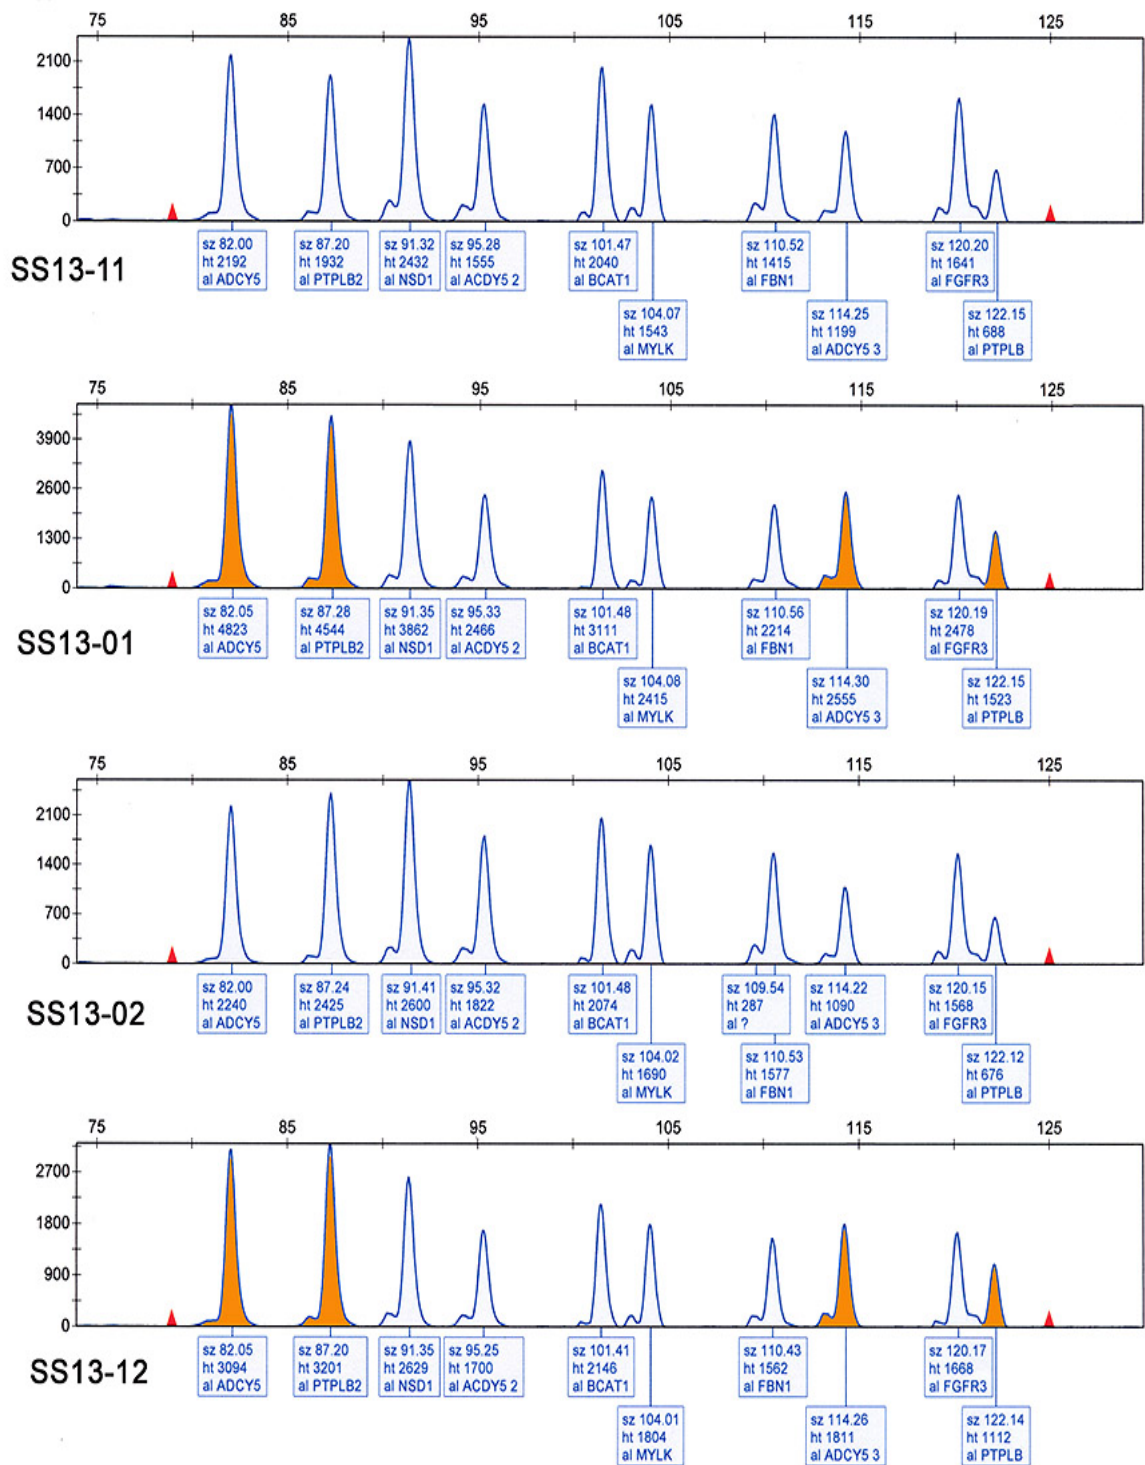 75 85 95 105 115 125
2100
1400
700
0
SS13-11
sz 82.00
ht 2192
al ADCY5
sz 87.20
ht 1932
al PTPLB2
sz 91.32
ht 2432
al NSD1
sz 95.28
ht 1555
al ACDY5 2
sz 101.47
ht 2040
al BCAT1
sz 104.07
ht 1543
al MYLK
sz 110.52
ht 1415
al FBN1
sz 114.25
ht 1199
al ADCY5 3
sz 120.20
ht 1641
al FGFR3
sz 122.15
ht 688
al PTPLB
75 85 95 105 115 125
3900
2600
1300
0
SS13-01
sz 82.05
ht 4823
al ADCY5
sz 87.28
ht 4544
al PTPLB2
sz 91.35
ht 3862
al NSD1
sz 95.33
ht 2466
al ACDY5 2
sz 101.48
ht 3111
al BCAT1
sz 104.08
ht 2415
al MYLK
sz 110.56
ht 2214
al FBN1
sz 114.30
ht 2555
al ADCY5 3
sz 120.19
ht 2478
al FGFR3
sz 122.15
ht 1523
al PTPLB
75 85 95 105 115 125
2100
1400
700
0
SS13-02
sz 82.00
ht 2240
al ADCY5
sz 87.24
ht 2425
al PTPLB2
sz 91.41
ht 2600
al NSD1
sz 95.32
ht 1822
al ACDY5 2
sz 101.48
ht 2074
al BCAT1
sz 104.02
ht 1690
al MYLK
sz 109.54
ht 287
al ?
sz 110.53
ht 1577
al FBN1
sz 114.22
ht 1090
al ADCY5 3
sz 120.15
ht 1568
al FGFR3
sz 122.12
ht 676
al PTPLB
75 85 95 105 115 125
2700
1800
900
0
SS13-12
sz 82.05
ht 3094
al ADCY5
sz 87.20
ht 3201
al PTPLB2
sz 91.35
ht 2629
al NSD1
sz 95.25
ht 1700
al ACDY5 2
sz 101.41
ht 2146
al BCAT1
sz 104.01
ht 1804
al MYLK
sz 110.43
ht 1562
al FBN1
sz 114.26
ht 1811
al ADCY5 3
sz 120.17
ht 1668
al FGFR3
sz 122.14
ht 1112
al PTPLB